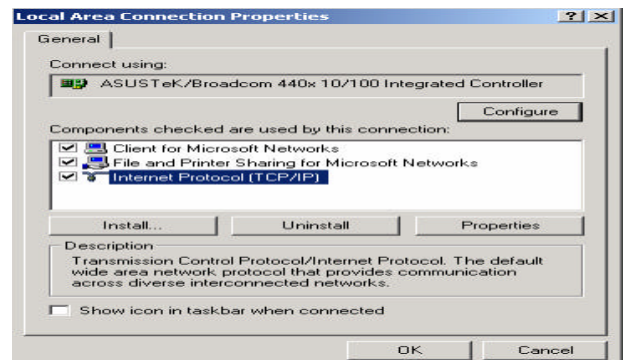 Local Area Connection Properties
General
Connect using:
ASUSTeK/Broadcom 440x 10/100 Integrated Controller
Configure
Components checked are used by this connection:
Client for Microsoft Networks
File and Printer Sharing for Microsoft Networks
Internet Protocol (TCP/IP)
Install... Uninstall Properties
Description
Transmission Control Protocol/Internet Protocol. The default
wide area network protocol that provides communication
across diverse interconnected networks.
Show icon in taskbar when connected
OK Cancel